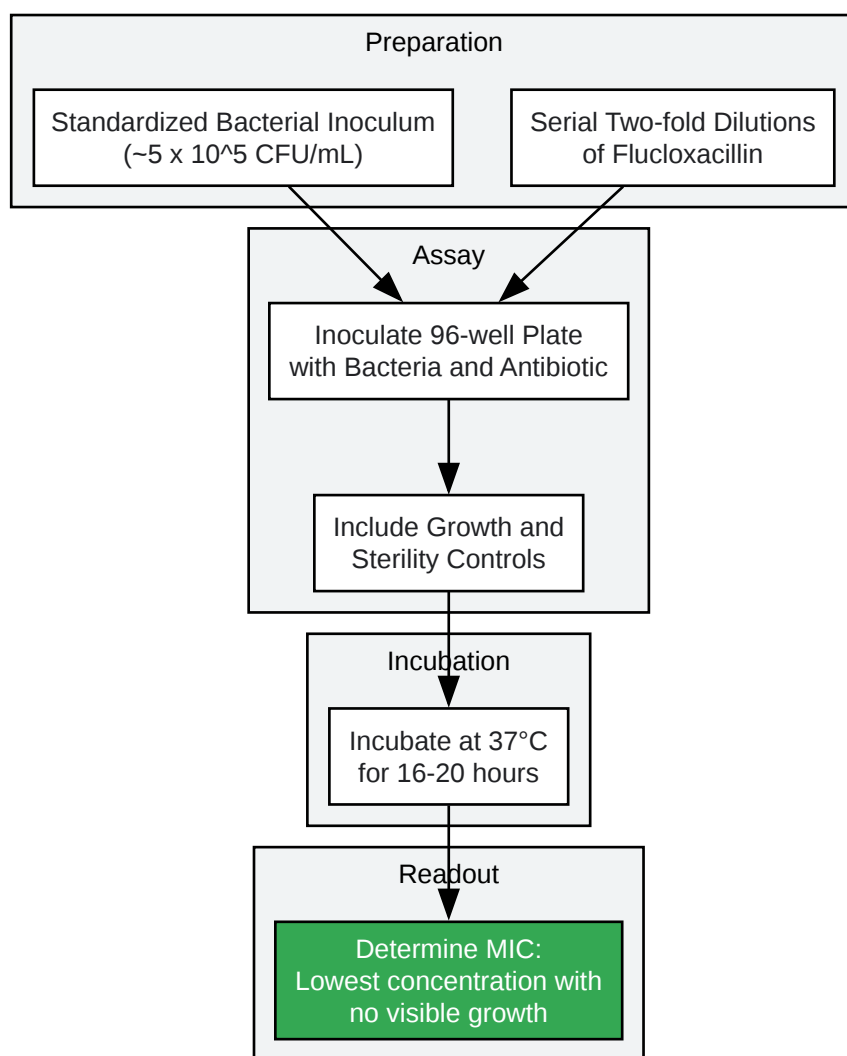 Preparation
Standardized Bacterial Inoculum
(~5 x 10^5 CFU/mL)
Serial Two-fold Dilutions
of Flucloxacillin
Assay
Inoculate 96-well Plate
with Bacteria and Antibiotic
Include Growth and
Sterility Controls
Incubation
Incubate at 37°C
for 16-20 hours
Readout
Determine MIC:
Lowest concentration with
no visible growth